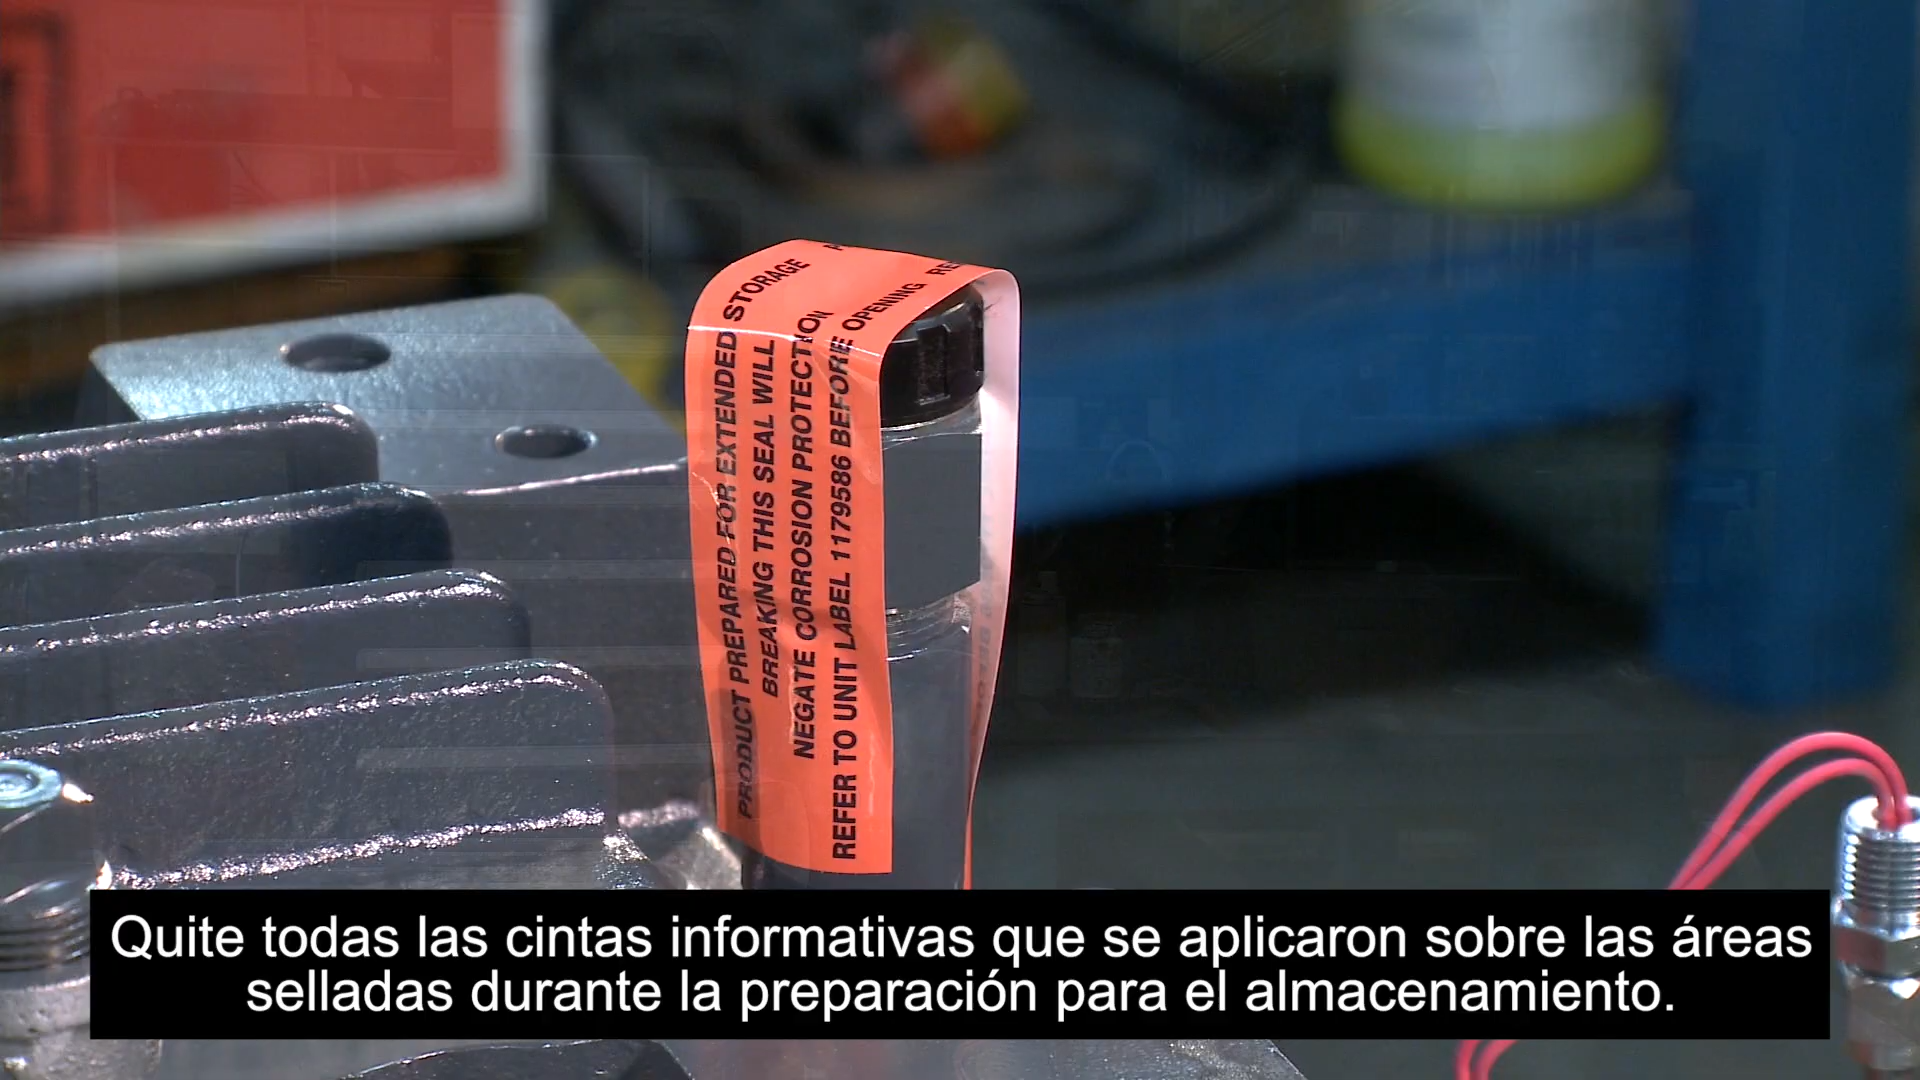 PRODUCT PREPARED FOR EXTENDED STORAGE
BREAKING THIS SEAL WILL
NEGATE CORROSION PROTECTION
REFER TO UNIT LABEL 1179586 BEFORE OPENING
Quite todas las cintas informativas que se aplicaron sobre las áreas
selladas durante la preparación para el almacenamiento.